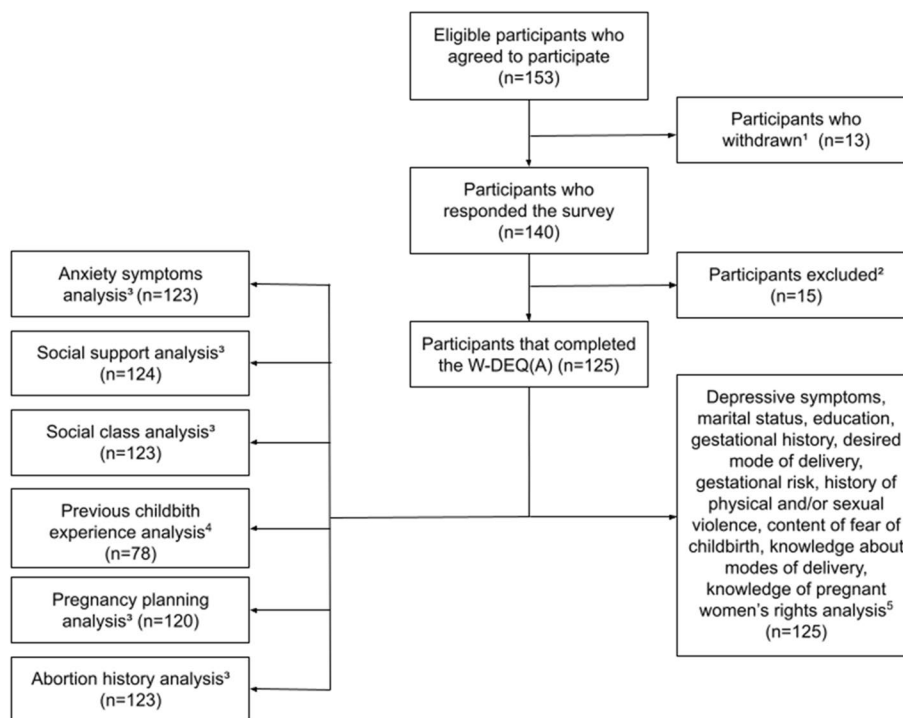 Eligible participants who
agreed to participate
(n=153)
Participants who
withdrawn¹ (n=13)
Participants who
responded the survey
(n=140)
Participants excluded²
(n=15)
Participants that completed
the W-DEQ(A) (n=125)
Anxiety symptoms
analysis³ (n=123)
Social support analysis³
(n=124)
Social class analysis³
(n=123)
Previous childbith
experience analysis⁴
(n=78)
Pregnancy planning
analysis³ (n=120)
Abortion history analysis³
(n=123)
Depressive symptoms,
marital status, education,
gestational history, desired
mode of delivery,
gestational risk, history of
physical and/or sexual
violence, content of fear of
childbirth, knowledge about
modes of delivery,
knowledge of pregnant
women's rights analysis⁵
(n=125)